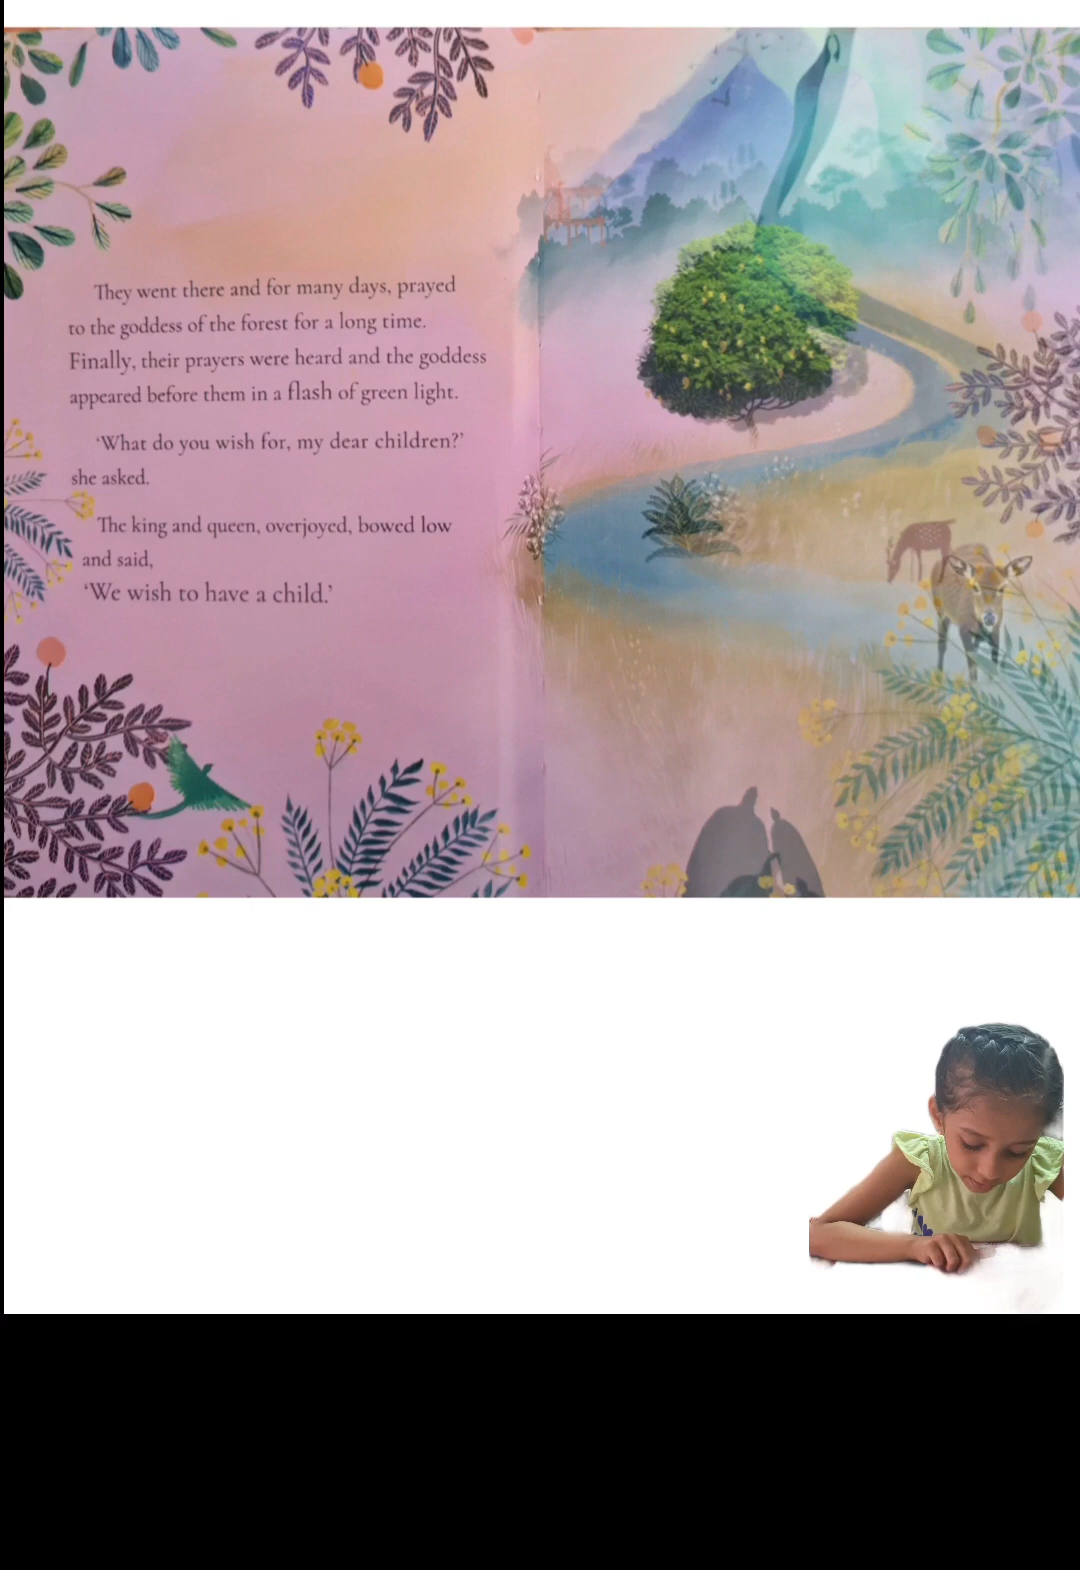 They went there and for many days, prayed
to the goddess of the forest for a long time.
Finally, their prayers were heard and the goddess
appeared before them in a flash of green light.
‘What do you wish for, my dear children?’
she asked.
The king and queen, overjoyed, bowed low
and said,
‘We wish to have a child.’